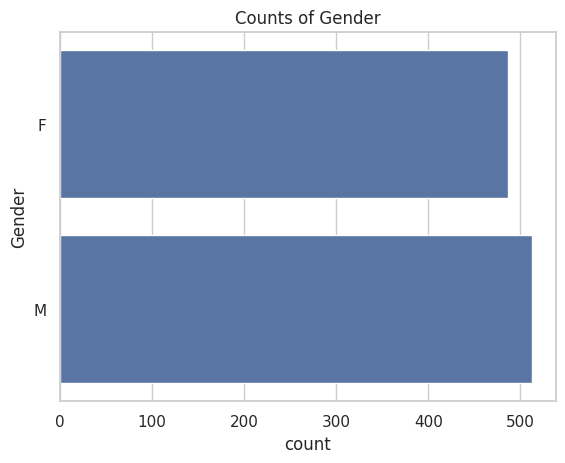 Counts of Gender
F
Gender
M
0 100 200 300 400 500
count